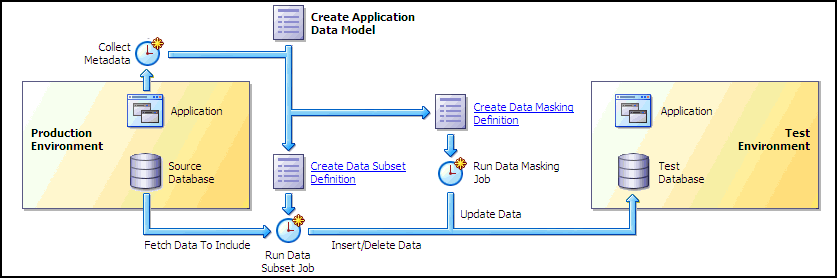 Create Application
Data Model
Collect
Metadata
Application
Production
Environment
Source
Database
Create Data Masking
Definition
Create Data Subset
Definition
Run Data Masking
Job
Application
Test
Environment
Test
Database
Update Data
Fetch Data To Include
Run Data
Subset Job
Insert/Delete Data